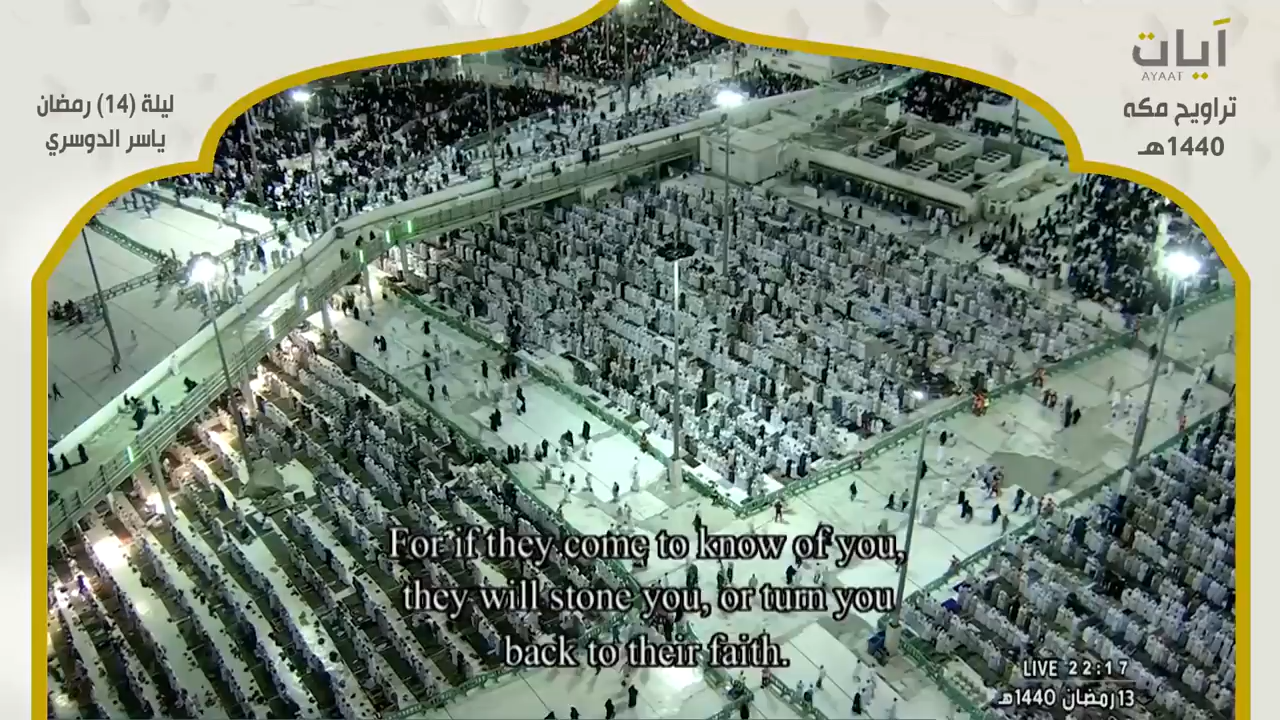 آيات
AYAAT
تراويح مكه
1440هـ
ليلة (14) رمضان
ياسر الدوسري
For if they come to know of you,
they will stone you, or turn you
back to their faith.
LIVE 22:17
13 رمضان 1440هـ